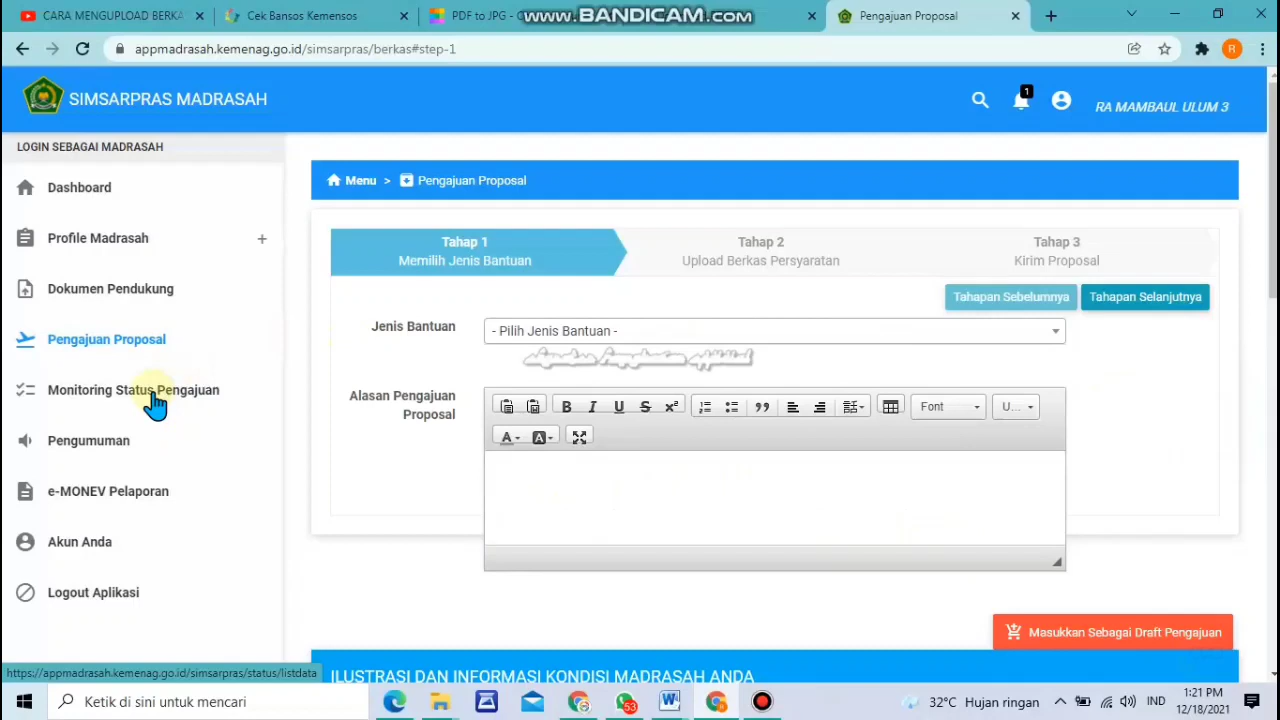 CARA MENGUPLOAD BERKA
Cek Bansos Kemensos
PDF to JPG -
www.BANDICAM.com
Pengajuan Proposal
appmadrasah.kemenag.go.id/simsarpras/berkas#step-1
R
SIMSARPRAS MADRASAH
1
RA MAMBAUL ULUM 3
LOGIN SEBAGAI MADRASAH
Dashboard
Profile Madrasah +
Dokumen Pendukung
Pengajuan Proposal
Monitoring Status Pengajuan
Pengumuman
e-MONEV Pelaporan
Akun Anda
Logout Aplikasi
Menu > Pengajuan Proposal
Tahap 1
Memilih Jenis Bantuan
Tahap 2
Upload Berkas Persyaratan
Tahap 3
Kirim Proposal
Tahapan Sebelumnya
Tahapan Selanjutnya
Jenis Bantuan
- Pilih Jenis Bantuan -
Alasan Pengajuan
Proposal
B I U S x²
Font
U...
A A
Masukkan Sebagai Draft Pengajuan
ILUSTRASI DAN INFORMASI KONDISI MADRASAH ANDA
https://appmadrasah.kemenag.go.id/simsarpras/status/listdata
Ketik di sini untuk mencari
53
32°C Hujan ringan
IND
1:21 PM
12/18/2021